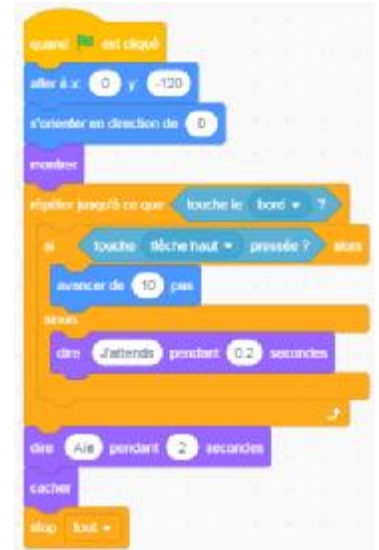 quand est cliqué
aller à x: 0 y: -120
s'orienter en direction de 0
montrer
répéter jusqu'à ce que touche le bord ?
si touche flèche haut pressée ? alors
avancer de 10 pas
sinon
dire J'attends pendant 0.2 secondes
dire Aïe pendant 2 secondes
cacher
stop tout